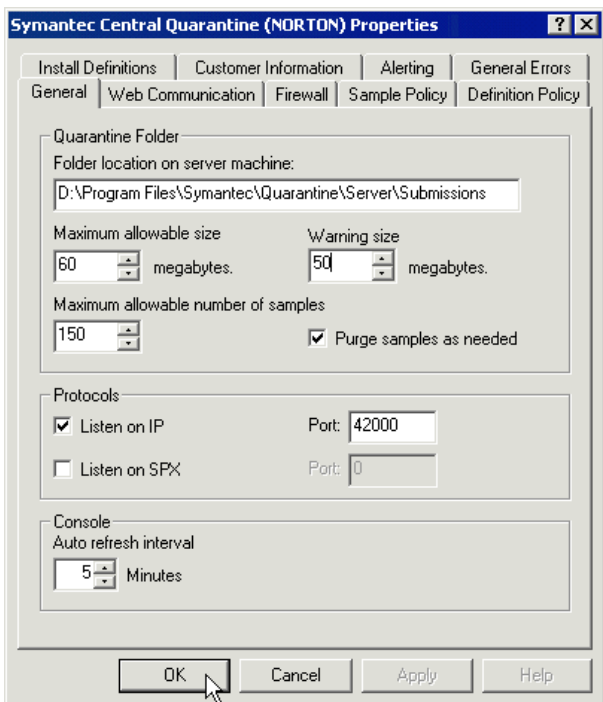 Symantec Central Quarantine (NORTON) Properties
Install Definitions Customer Information Alerting General Errors
General Web Communication Firewall Sample Policy Definition Policy
Quarantine Folder
Folder location on server machine:
D:\Program Files\Symantec\Quarantine\Server\Submissions
Maximum allowable size Warning size
60 megabytes. 50 megabytes.
Maximum allowable number of samples
150 Purge samples as needed
Protocols
Listen on IP Port: 42000
Listen on SPX Port: 0
Console
Auto refresh interval
5 Minutes
OK Cancel Apply Help